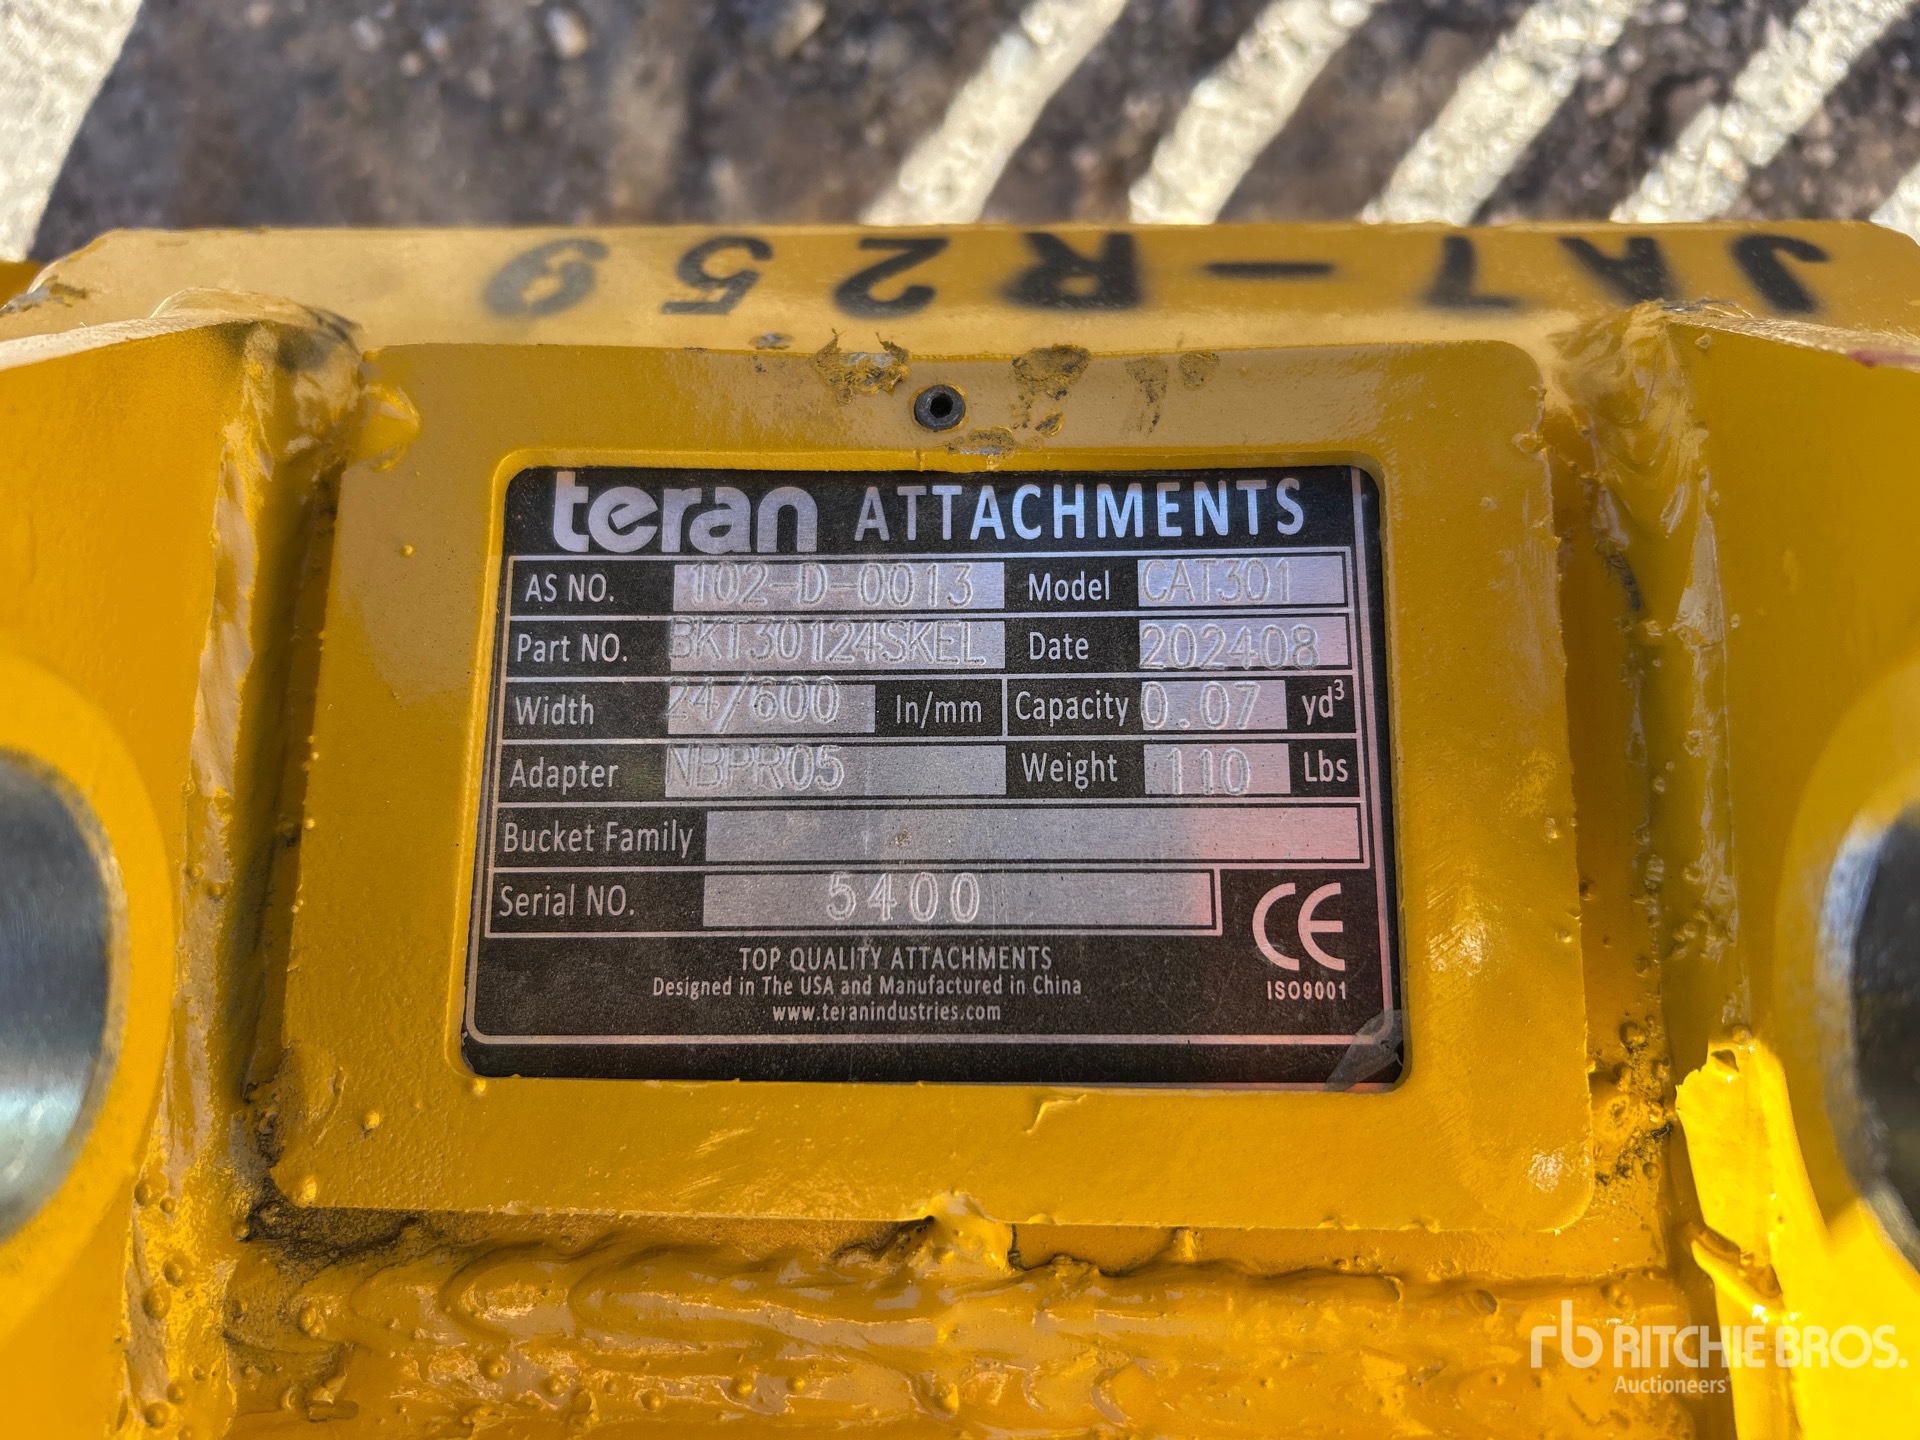 JAT-R259
teran ATTACHMENTS
AS NO. 102-D-0013 Model CAT301
Part NO. BKT30124SKEL Date 202408
Width 24/600 In/mm Capacity 0.07 yd³
Adapter NBPR05 Weight 110 Lbs
Bucket Family
Serial NO. 5400
CE
ISO9001
TOP QUALITY ATTACHMENTS
Designed in The USA and Manufactured in China
www.teranindustries.com
rb RITCHIE BROS.
Auctioneers